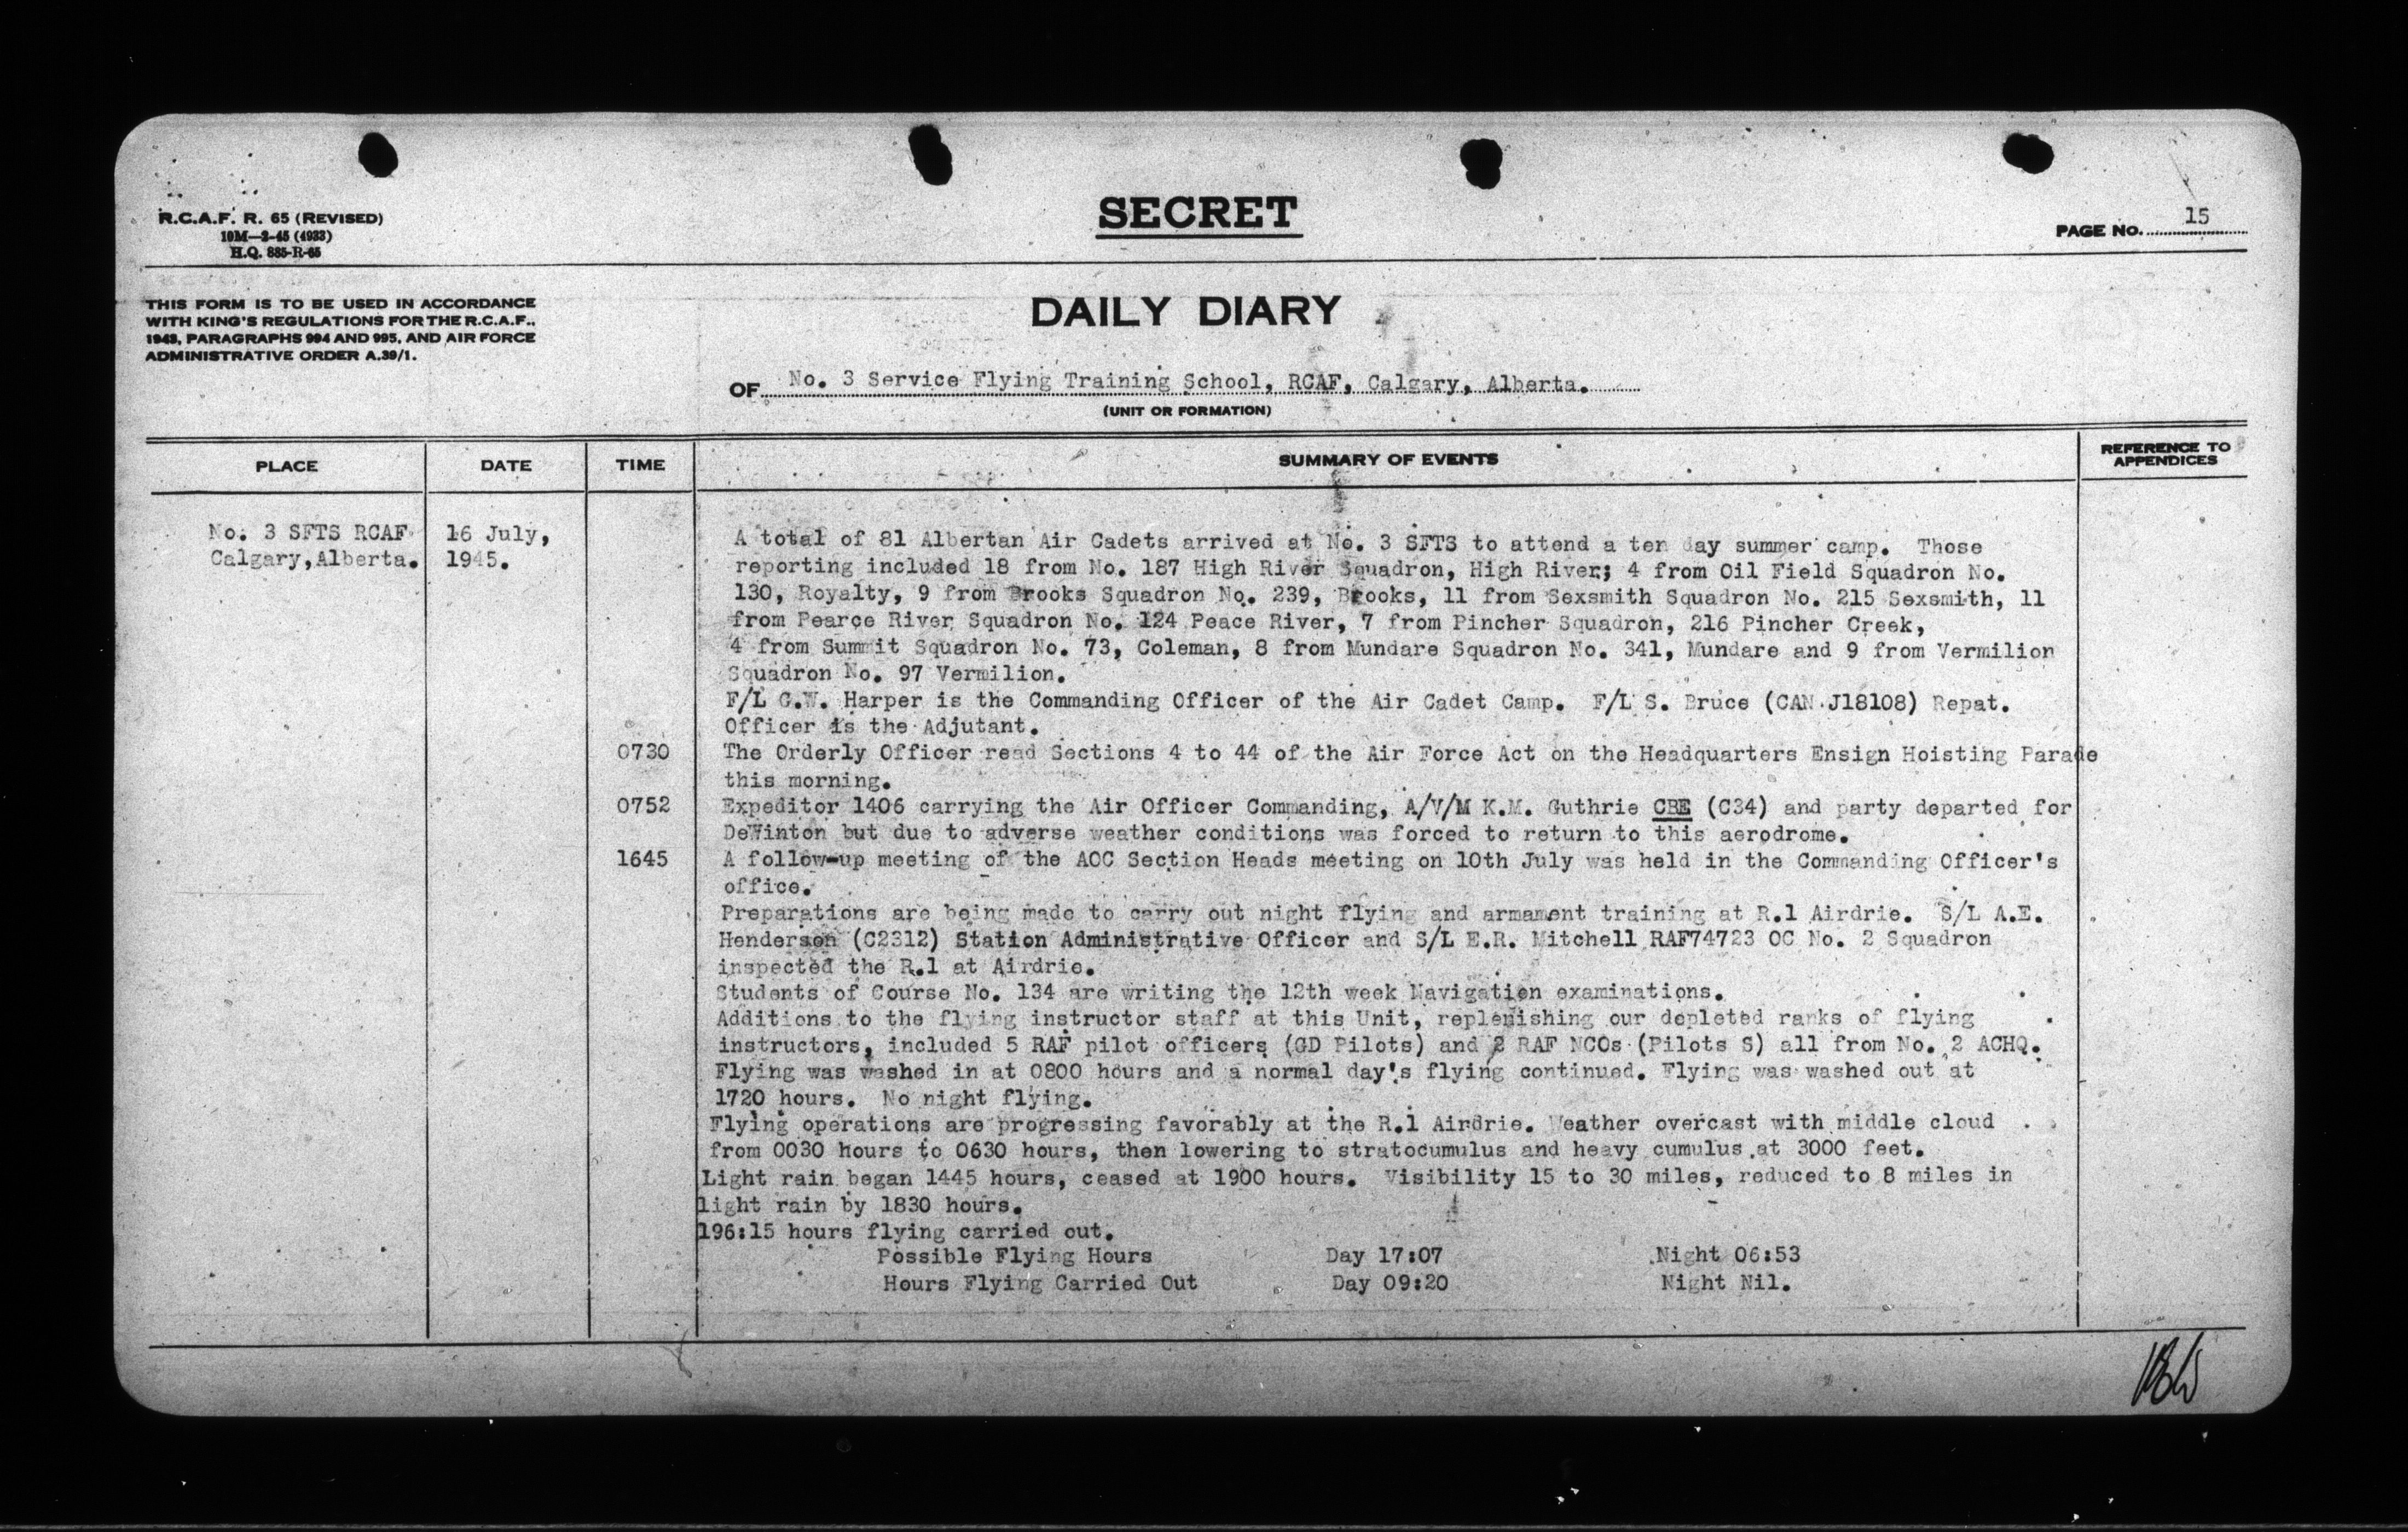 R.C.A.F. R. 65 (REVISED)
10M—2-45 (4933)
H.Q. 885-R-65
SECRET
PAGE NO. 15
THIS FORM IS TO BE USED IN ACCORDANCE
WITH KING'S REGULATIONS FOR THE R.C.A.F.,
1943, PARAGRAPHS 994 AND 995, AND AIR FORCE
ADMINISTRATIVE ORDER A.39/1.
DAILY DIARY
OF No. 3 Service Flying Training School, RCAF, Calgary, Alberta.
(UNIT OR FORMATION)
PLACE DATE TIME SUMMARY OF EVENTS REFERENCE TO APPENDICES
No. 3 SFTS RCAF 16 July,
Calgary,Alberta. 1945.
A total of 81 Albertan Air Cadets arrived at No. 3 SFTS to attend a ten day summer camp. Those
reporting included 18 from No. 187 High River Squadron, High River; 4 from Oil Field Squadron No.
130, Royalty, 9 from Brooks Squadron No. 239, Brooks, 11 from Sexsmith Squadron No. 215 Sexsmith, 11
from Pearce River Squadron No. 124 Peace River, 7 from Pincher Squadron, 216 Pincher Creek,
4 from Summit Squadron No. 73, Coleman, 8 from Mundare Squadron No. 341, Mundare and 9 from Vermilion
Squadron No. 97 Vermilion.
F/L G.W. Harper is the Commanding Officer of the Air Cadet Camp. F/L S. Bruce (CAN J18108) Repat.
Officer is the Adjutant.
0730 The Orderly Officer read Sections 4 to 44 of the Air Force Act on the Headquarters Ensign Hoisting Parade
this morning.
0752 Expeditor 1406 carrying the Air Officer Commanding, A/V/M K.M. Guthrie CBE (C34) and party departed for
DeWinton but due to adverse weather conditions was forced to return to this aerodrome.
1645 A follow-up meeting of the AOC Section Heads meeting on 10th July was held in the Commanding Officer's
office.
Preparations are being made to carry out night flying and armament training at R.1 Airdrie. S/L A.E.
Henderson (C2312) Station Administrative Officer and S/L E.R. Mitchell RAF74723 OC No. 2 Squadron
inspected the R.1 at Airdrie.
Students of Course No. 134 are writing the 12th week Navigation examinations.
Additions to the flying instructor staff at this Unit, replenishing our depleted ranks of flying
instructors, included 5 RAF pilot officers (GD Pilots) and 2 RAF NCOs (Pilots S) all from No. 2 ACHQ.
Flying was washed in at 0800 hours and a normal day's flying continued. Flying was washed out at
1720 hours. No night flying.
Flying operations are progressing favorably at the R.1 Airdrie. Weather overcast with middle cloud
from 0030 hours to 0630 hours, then lowering to stratocumulus and heavy cumulus at 3000 feet.
Light rain began 1445 hours, ceased at 1900 hours. Visibility 15 to 30 miles, reduced to 8 miles in
light rain by 1830 hours.
196:15 hours flying carried out.
Possible Flying Hours Day 17:07 Night 06:53
Hours Flying Carried Out Day 09:20 Night Nil.